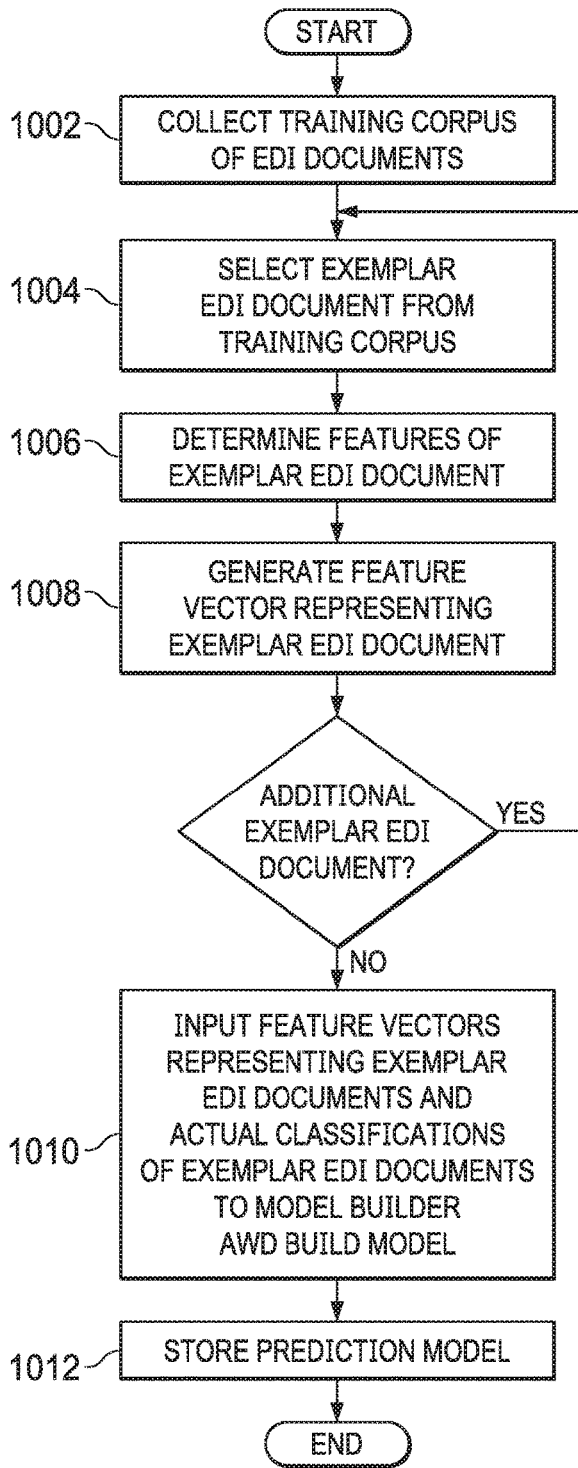 START
1002
COLLECT TRAINING CORPUS
OF EDI DOCUMENTS
1004
SELECT EXEMPLAR
EDI DOCUMENT FROM
TRAINING CORPUS
1006
DETERMINE FEATURES OF
EXEMPLAR EDI DOCUMENT
1008
GENERATE FEATURE
VECTOR REPRESENTING
EXEMPLAR EDI DOCUMENT
ADDITIONAL
EXEMPLAR EDI
DOCUMENT?
YES
NO
1010
INPUT FEATURE VECTORS
REPRESENTING EXEMPLAR
EDI DOCUMENTS AND
ACTUAL CLASSIFICATIONS
OF EXEMPLAR EDI DOCUMENTS
TO MODEL BUILDER
AWD BUILD MODEL
1012
STORE PREDICTION MODEL
END